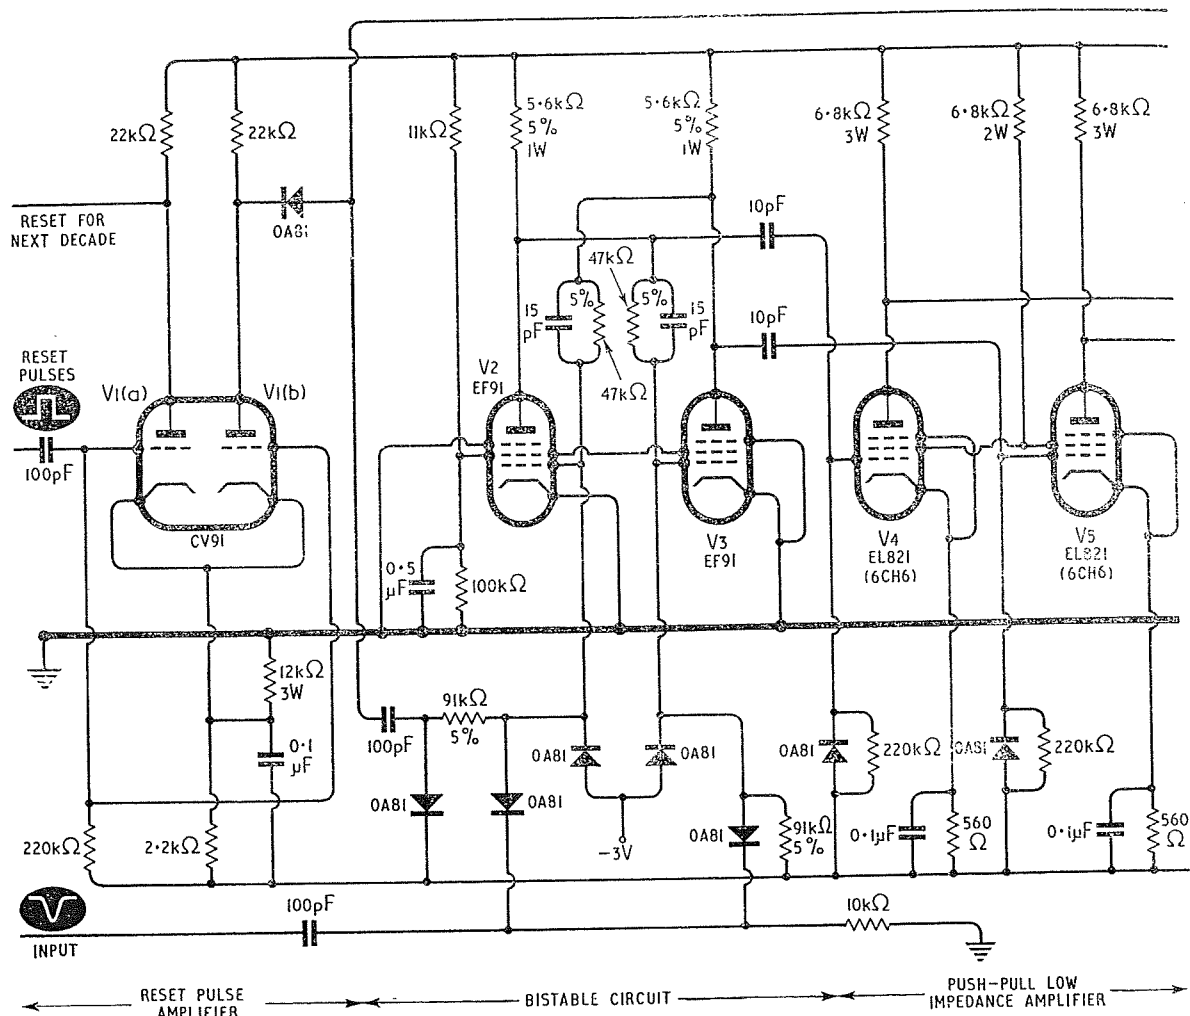 22kΩ
22kΩ
11kΩ
5·6kΩ
5%
1W
5·6kΩ
5%
1W
6·8kΩ
3W
6·8kΩ
2W
6·8kΩ
3W
RESET FOR
NEXT DECADE
OA81
10pF
47kΩ
5%
5%
15
pF
15
pF
10pF
47kΩ
RESET
PULSES
V1(a)
V1(b)
V2
EF91
100pF
CV91
V3
EF91
V4
EL821
(6CH6)
V5
EL821
(6CH6)
0·5
µF
100kΩ
12kΩ
3W
0·1
µF
91kΩ
5%
100pF
OA81
OA81
OA81
220kΩ
OA81
220kΩ
OA81
OA81
OA81
91kΩ
5%
−3V
0·1µF
560
Ω
0·1µF
560
Ω
220kΩ
2·2kΩ
INPUT
100pF
10kΩ
RESET PULSE
AMPLIFIER
BISTABLE CIRCUIT
PUSH-PULL LOW
IMPEDANCE AMPLIFIER